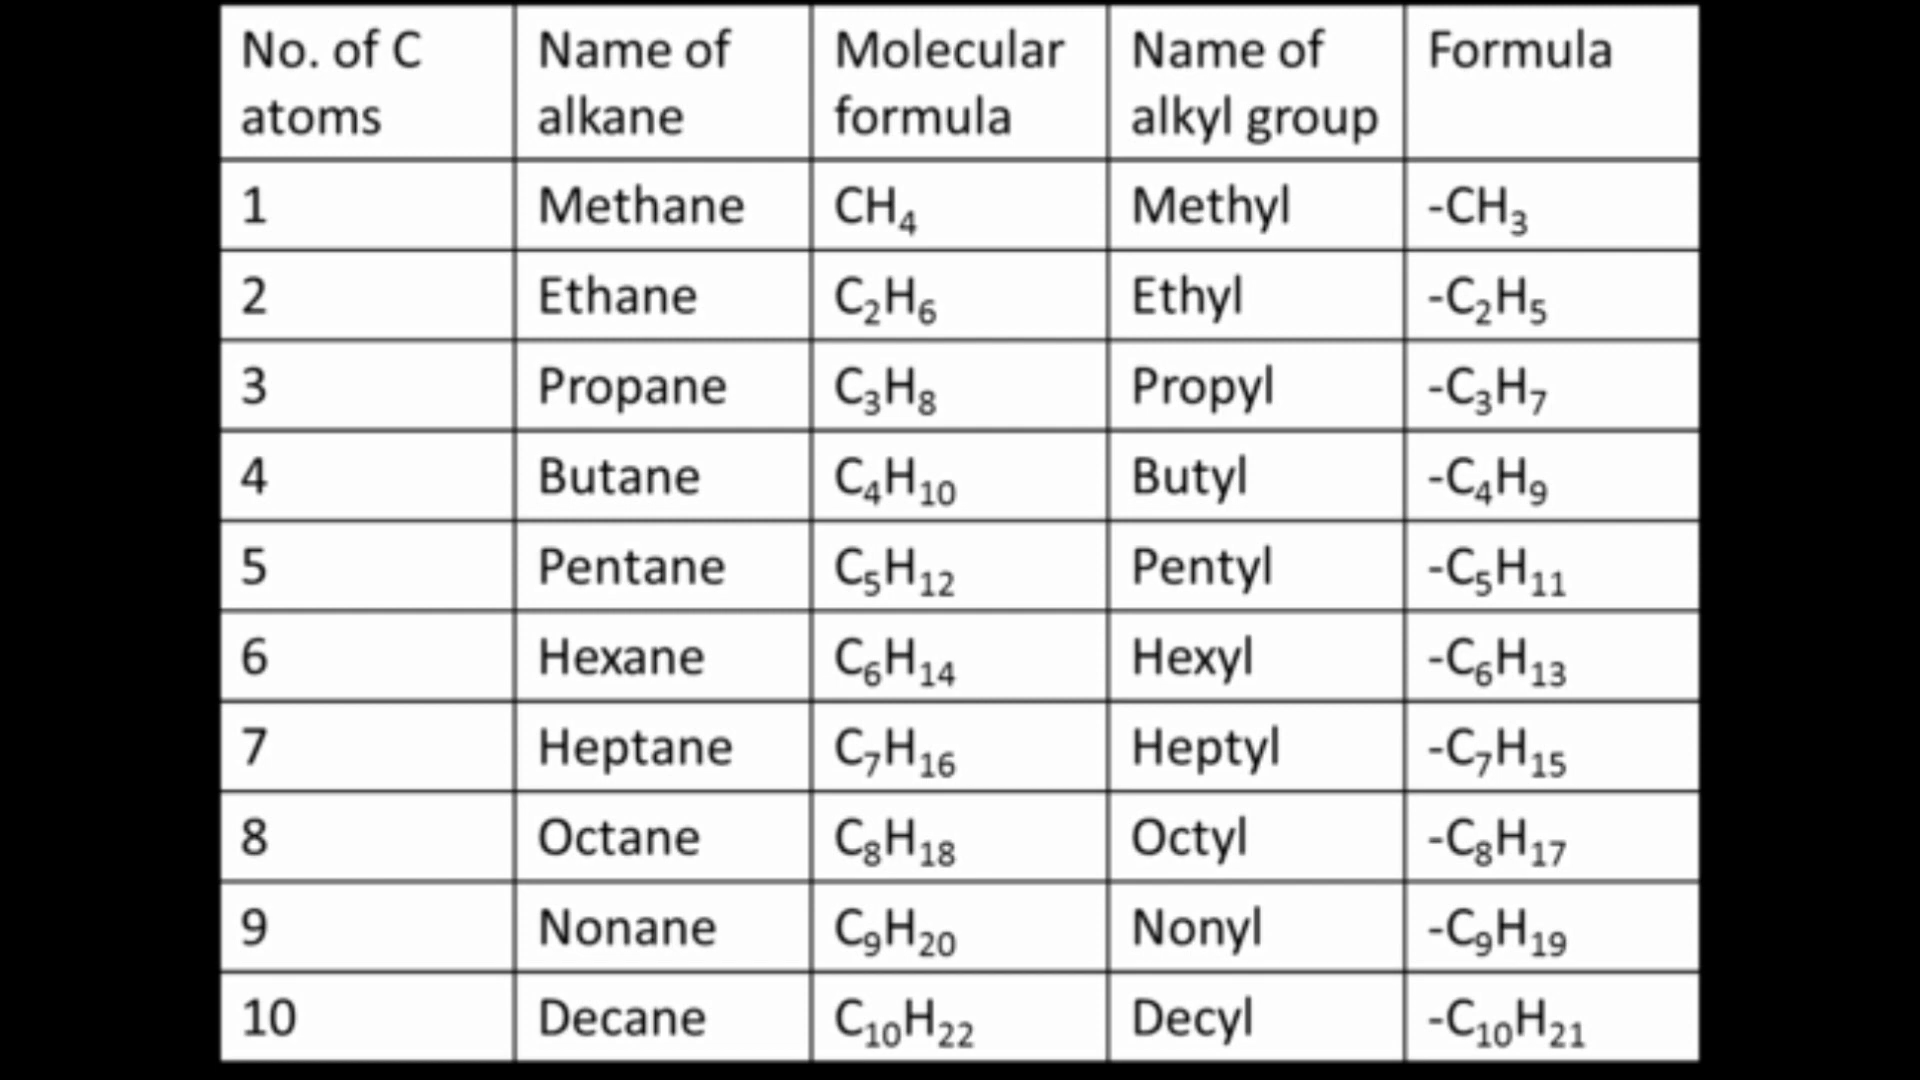 No. of C atoms | Name of alkane | Molecular formula | Name of alkyl group | Formula
1 | Methane | CH₄ | Methyl | -CH₃
2 | Ethane | C₂H₆ | Ethyl | -C₂H₅
3 | Propane | C₃H₈ | Propyl | -C₃H₇
4 | Butane | C₄H₁₀ | Butyl | -C₄H₉
5 | Pentane | C₅H₁₂ | Pentyl | -C₅H₁₁
6 | Hexane | C₆H₁₄ | Hexyl | -C₆H₁₃
7 | Heptane | C₇H₁₆ | Heptyl | -C₇H₁₅
8 | Octane | C₈H₁₈ | Octyl | -C₈H₁₇
9 | Nonane | C₉H₂₀ | Nonyl | -C₉H₁₉
10 | Decane | C₁₀H₂₂ | Decyl | -C₁₀H₂₁